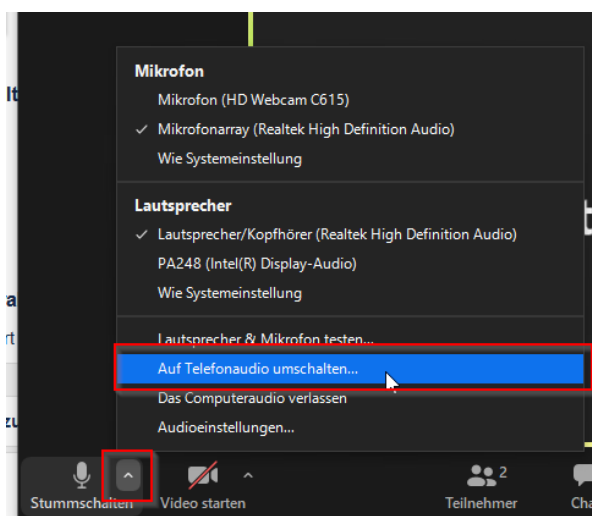 Mikrofon
Mikrofon (HD Webcam C615)
Mikrofonarray (Realtek High Definition Audio)
Wie Systemeinstellung
Lautsprecher
Lautsprecher/Kopfhörer (Realtek High Definition Audio)
PA248 (Intel(R) Display-Audio)
Wie Systemeinstellung
Lautsprecher & Mikrofon testen...
Auf Telefonaudio umschalten...
Das Computeraudio verlassen
Audioeinstellungen...
2
Stummschalten Video starten Teilnehmer